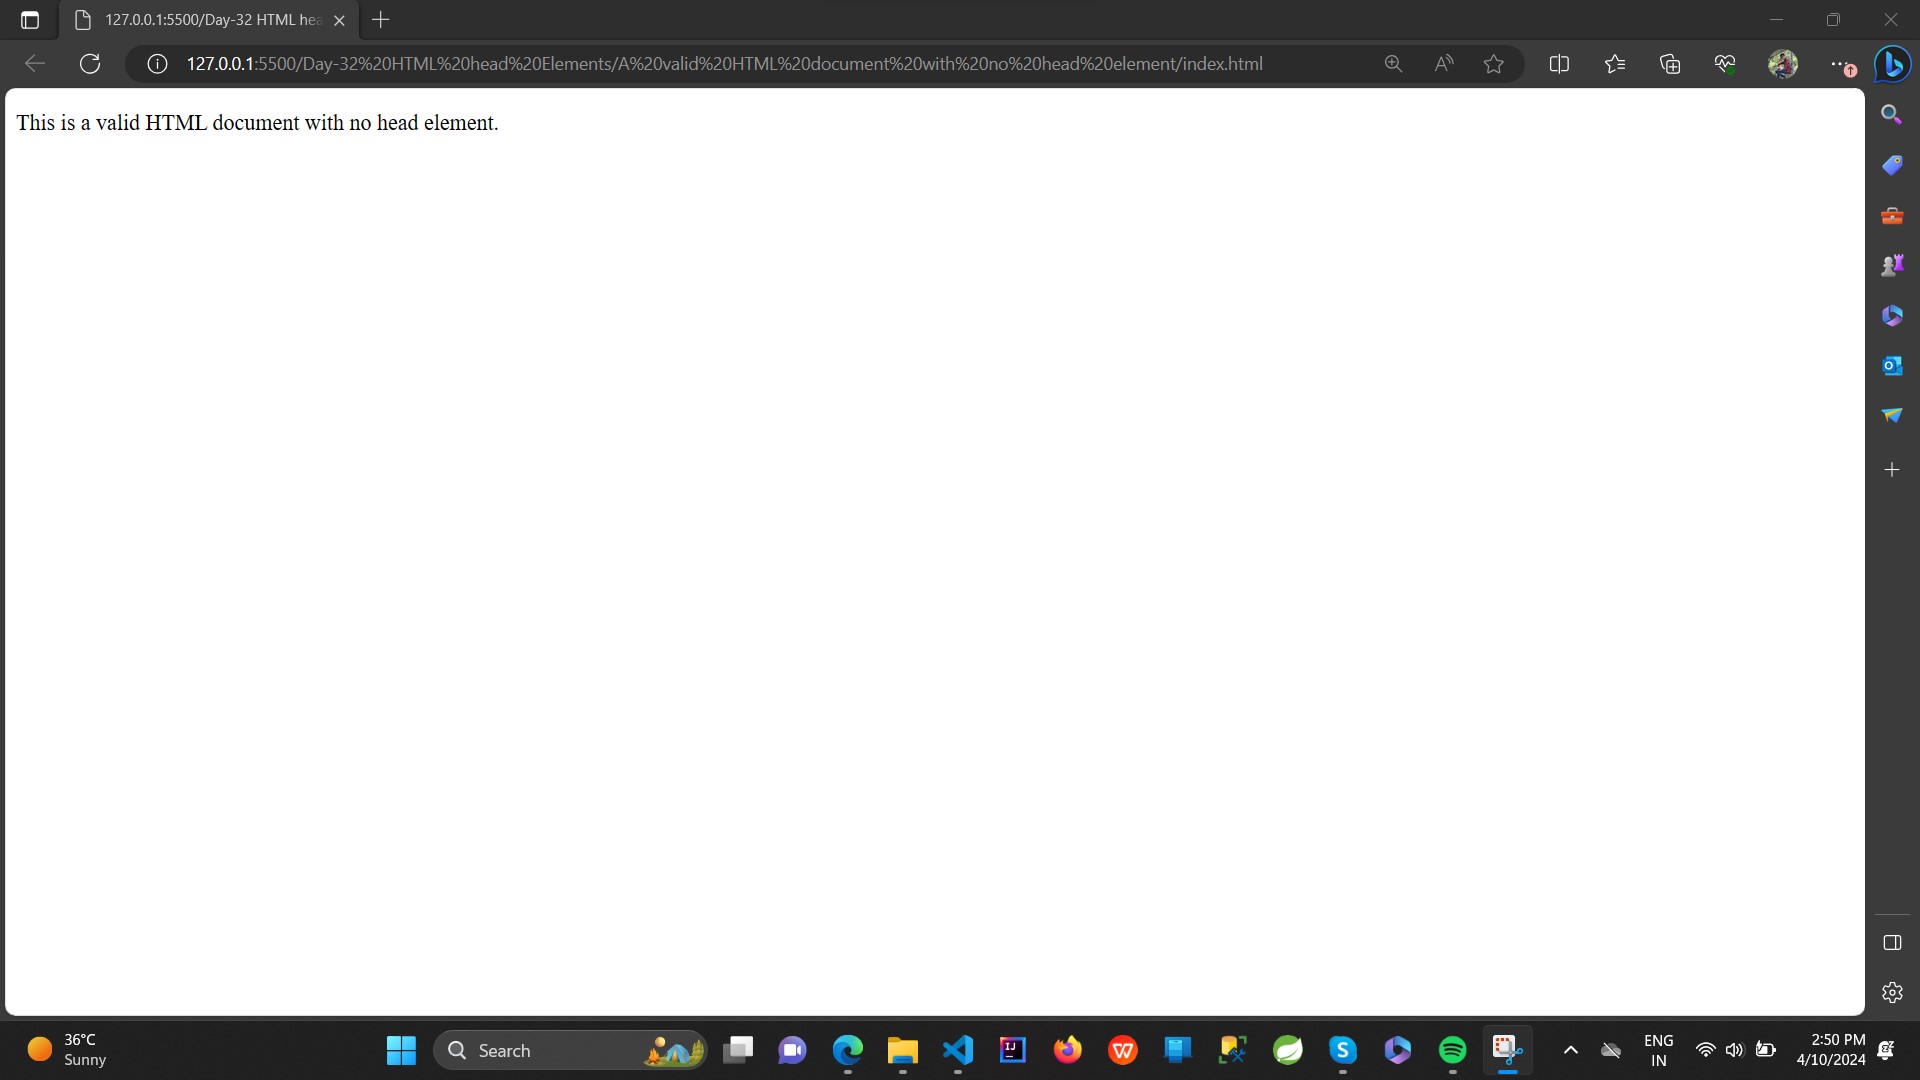 127.0.0.1:5500/Day-32 HTML hea
127.0.0.1:5500/Day-32%20HTML%20head%20Elements/A%20valid%20HTML%20document%20with%20no%20head%20element/index.html
This is a valid HTML document with no head element.
36°C
Sunny
Search
ENG
IN
2:50 PM
4/10/2024